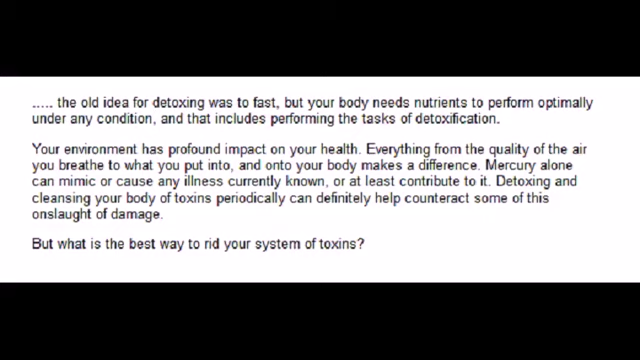 ..... the old idea for detoxing was to fast, but your body needs nutrients to perform optimally
under any condition, and that includes performing the tasks of detoxification.
Your environment has profound impact on your health. Everything from the quality of the air
you breathe to what you put into, and onto your body makes a difference. Mercury alone
can mimic or cause any illness currently known, or at least contribute to it. Detoxing and
cleansing your body of toxins periodically can definitely help counteract some of this
onslaught of damage.
But what is the best way to rid your system of toxins?